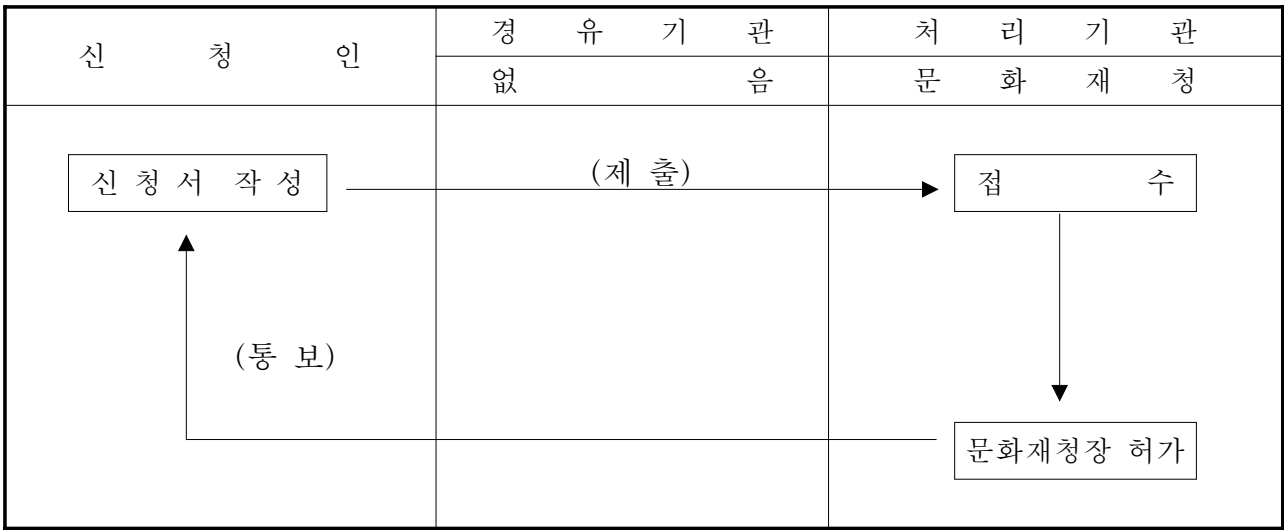 신 청 인
경 유 기 관
처 리 기 관
없 음
문 화 재 청
신 청 서 작 성
(제 출)
접 수
(통 보)
문화재청장 허가